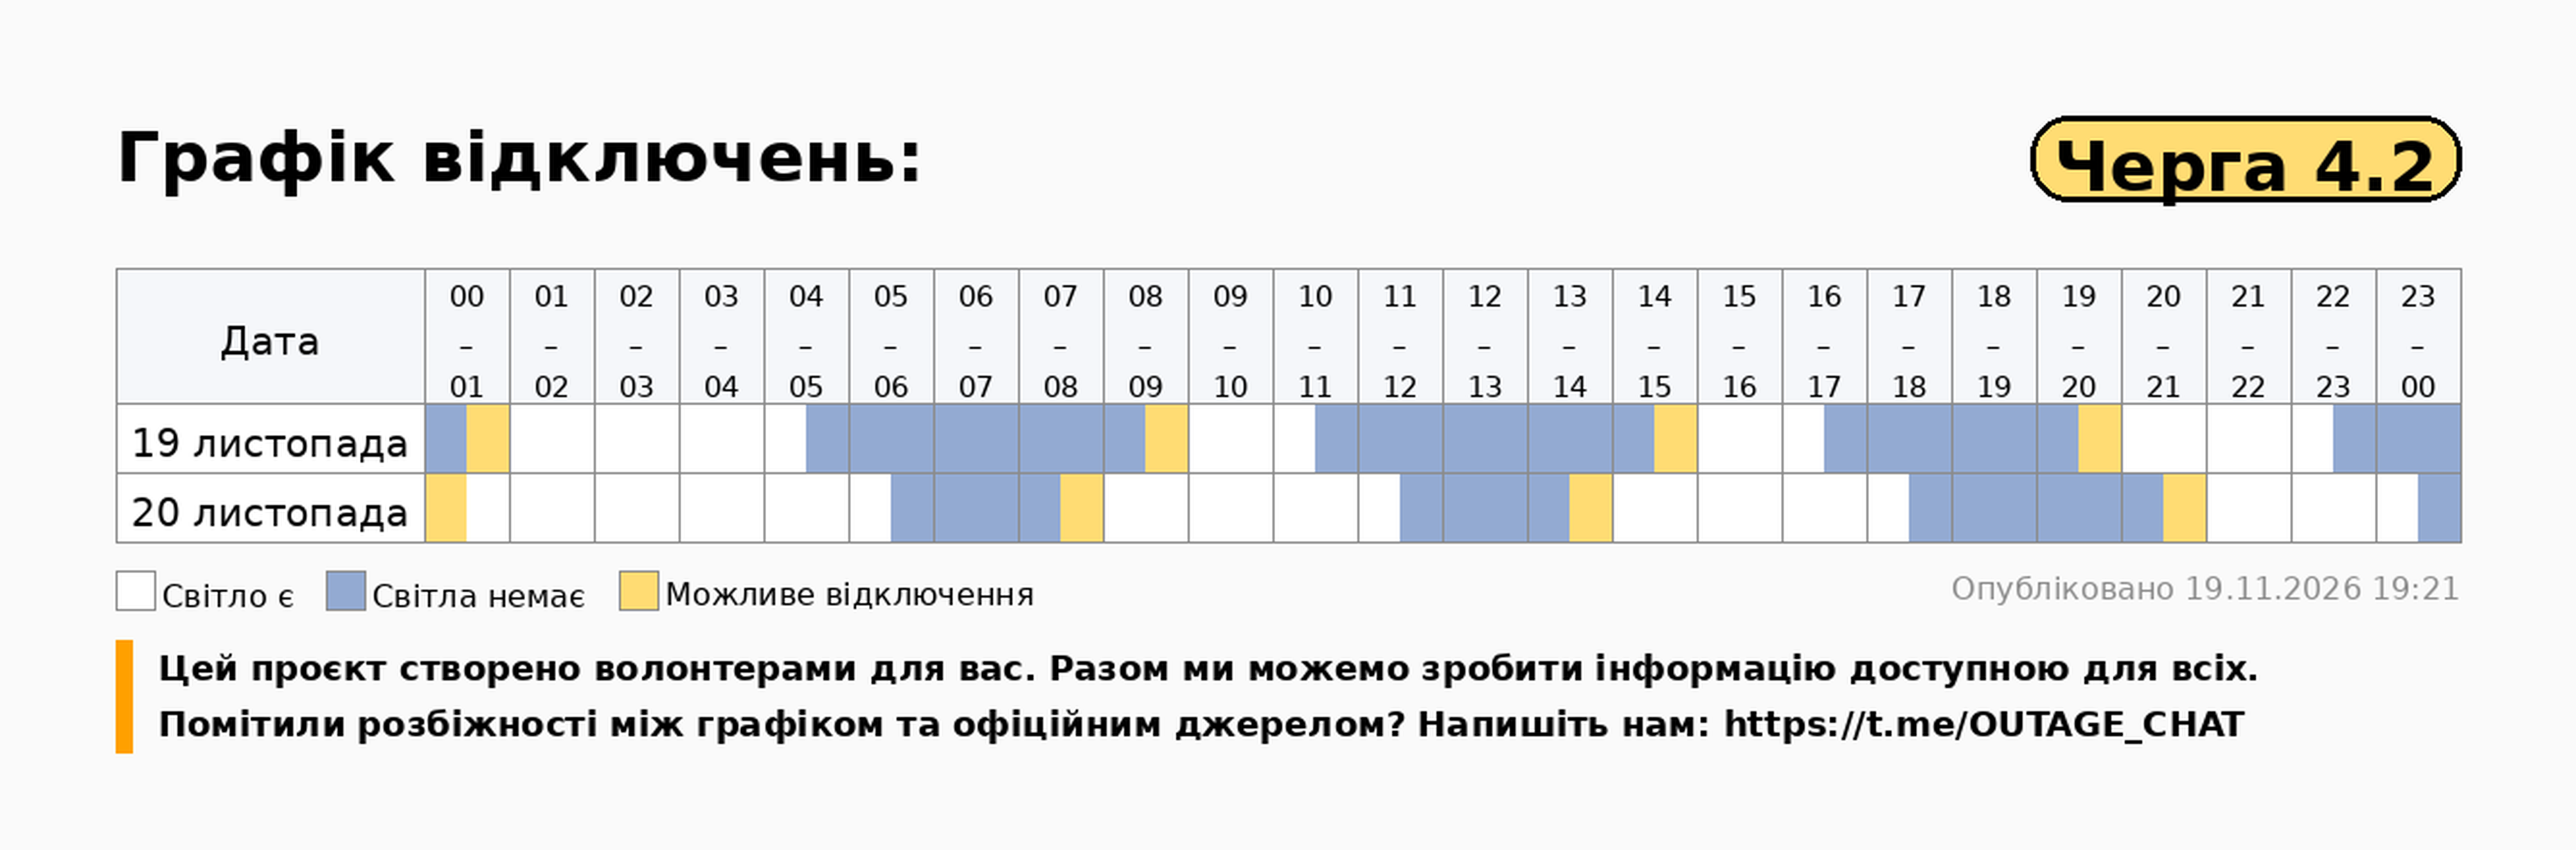 Графік відключень:
Черга 4.2
Дата
00 – 01
01 – 02
02 – 03
03 – 04
04 – 05
05 – 06
06 – 07
07 – 08
08 – 09
09 – 10
10 – 11
11 – 12
12 – 13
13 – 14
14 – 15
15 – 16
16 – 17
17 – 18
18 – 19
19 – 20
20 – 21
21 – 22
22 – 23
23 – 00
19 листопада
20 листопада
Світло є
Світла немає
Можливе відключення
Опубліковано 19.11.2026 19:21
Цей проєкт створено волонтерами для вас. Разом ми можемо зробити інформацію доступною для всіх.
Помітили розбіжності між графіком та офіційним джерелом? Напишіть нам: https://t.me/OUTAGE_CHAT